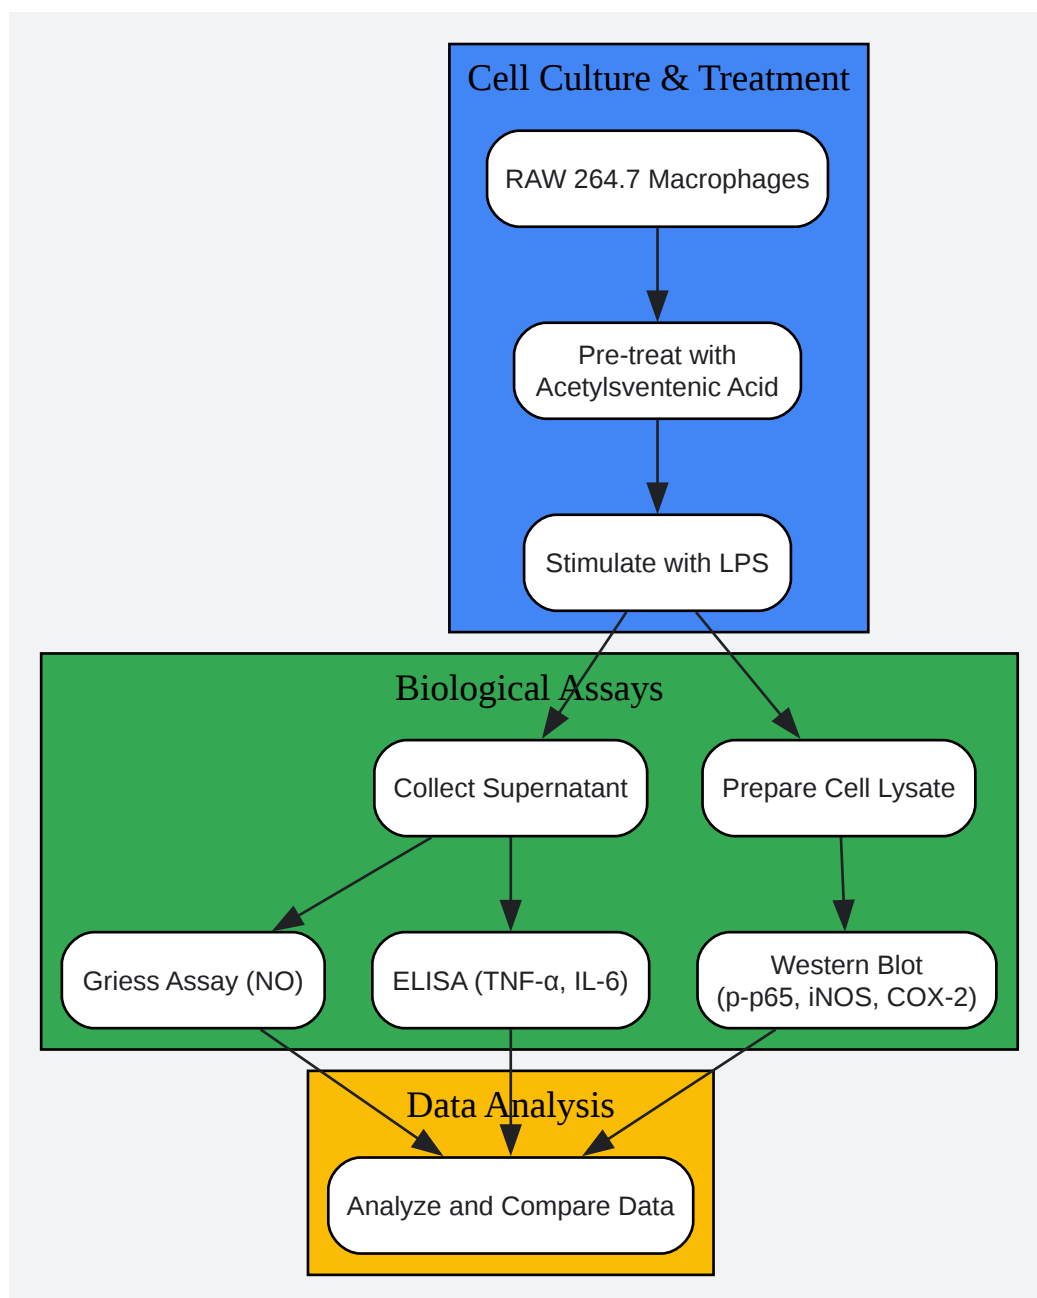 Cell Culture & Treatment
RAW 264.7 Macrophages
Pre-treat with
Acetylsventenic Acid
Stimulate with LPS
Biological Assays
Collect Supernatant
Prepare Cell Lysate
Griess Assay (NO)
ELISA (TNF-α, IL-6)
Western Blot
(p-p65, iNOS, COX-2)
Data Analysis
Analyze and Compare Data